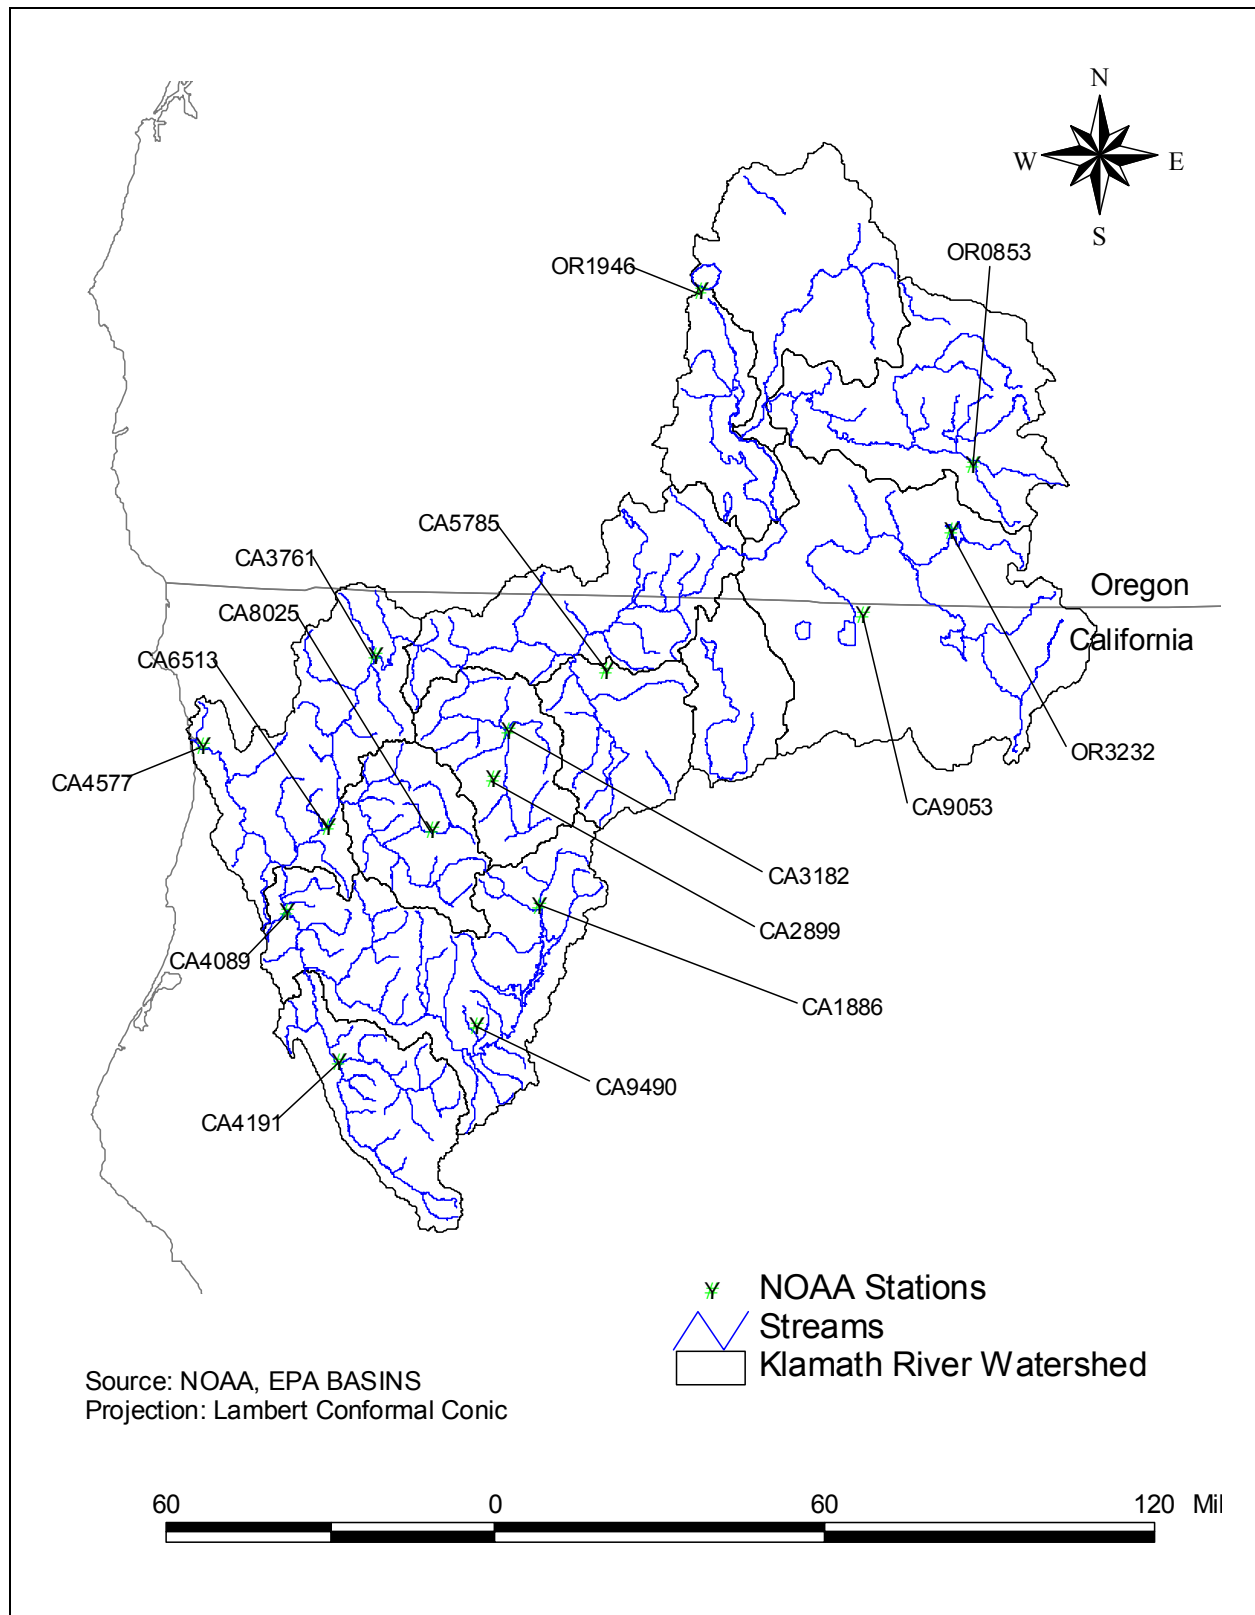 N
W E
S
OR1946
OR0853
CA5785
CA3761
CA8025
CA6513
Oregon
California
CA4577
OR3232
CA9053
CA3182
CA2899
CA4089
CA1886
CA9490
CA4191
NOAA Stations
Streams
Klamath River Watershed
Source: NOAA, EPA BASINS
Projection: Lambert Conformal Conic
60 0 60 120 Mil